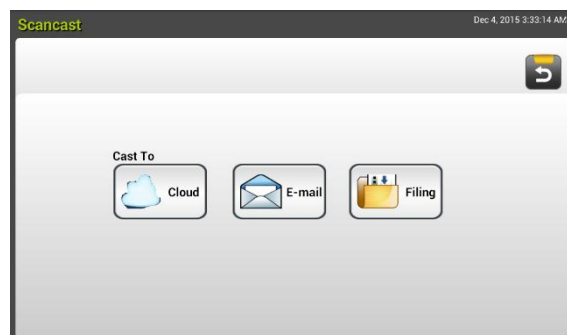 Scancast
Dec 4, 2015 3:33:14 AM
Cast To
Cloud
E-mail
Filing